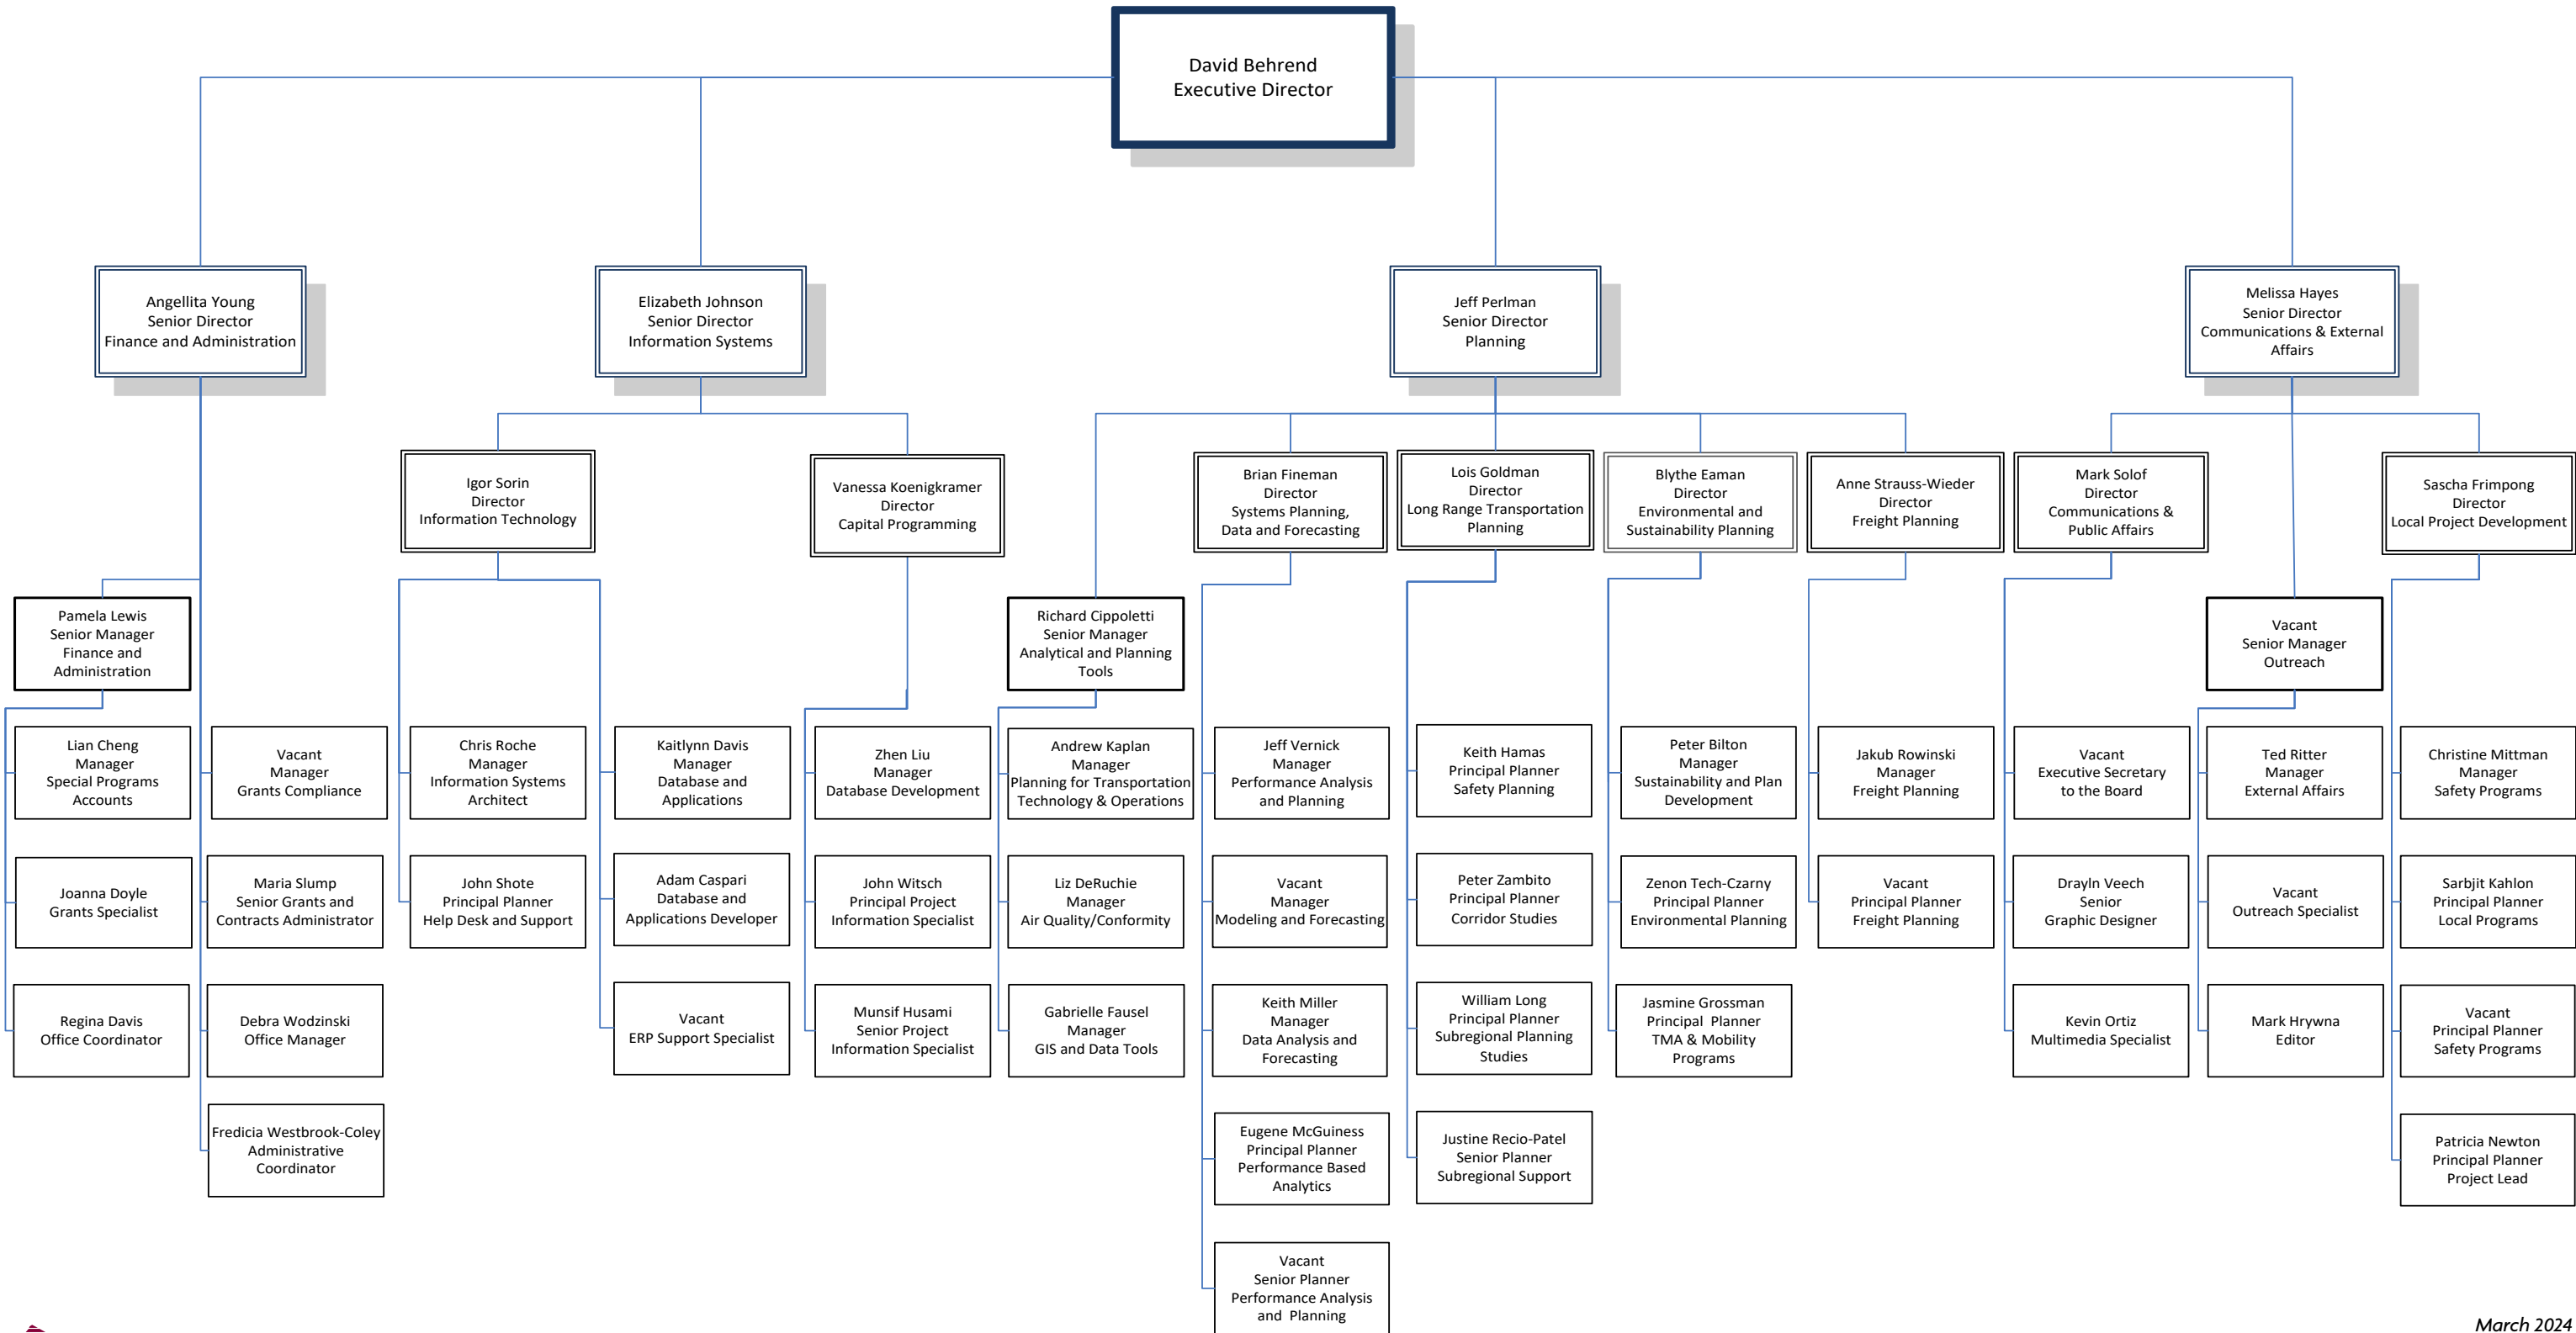 David Behrend
Executive Director
Angellita Young
Senior Director
Finance and Administration
Elizabeth Johnson
Senior Director
Information Systems
Jeff Perlman
Senior Director
Planning
Melissa Hayes
Senior Director
Communications & External
Affairs
Igor Sorin
Director
Information Technology
Vanessa Koenigkramer
Director
Capital Programming
Brian Fineman
Director
Systems Planning,
Data and Forecasting
Lois Goldman
Director
Long Range Transportation
Planning
Blythe Eaman
Director
Environmental and
Sustainability Planning
Anne Strauss-Wieder
Director
Freight Planning
Mark Solof
Director
Communications &
Public Affairs
Sascha Frimpong
Director
Local Project Development
Pamela Lewis
Senior Manager
Finance and
Administration
Richard Cippoletti
Senior Manager
Analytical and Planning
Tools
Vacant
Senior Manager
Outreach
Lian Cheng
Manager
Special Programs
Accounts
Vacant
Manager
Grants Compliance
Chris Roche
Manager
Information Systems
Architect
Kaitlynn Davis
Manager
Database and
Applications
Zhen Liu
Manager
Database Development
Andrew Kaplan
Manager
Planning for Transportation
Technology & Operations
Jeff Vernick
Manager
Performance Analysis
and Planning
Keith Hamas
Principal Planner
Safety Planning
Peter Bilton
Manager
Sustainability and Plan
Development
Jakub Rowinski
Manager
Freight Planning
Vacant
Executive Secretary
to the Board
Ted Ritter
Manager
External Affairs
Christine Mittman
Manager
Safety Programs
Joanna Doyle
Grants Specialist
Maria Slump
Senior Grants and
Contracts Administrator
John Shote
Principal Planner
Help Desk and Support
Adam Caspari
Database and
Applications Developer
John Witsch
Principal Project
Information Specialist
Liz DeRuchie
Manager
Air Quality/Conformity
Vacant
Manager
Modeling and Forecasting
Peter Zambito
Principal Planner
Corridor Studies
Zenon Tech-Czarny
Principal Planner
Environmental Planning
Vacant
Principal Planner
Freight Planning
Drayln Veech
Senior
Graphic Designer
Vacant
Outreach Specialist
Sarbjit Kahlon
Principal Planner
Local Programs
Regina Davis
Office Coordinator
Debra Wodzinski
Office Manager
Vacant
ERP Support Specialist
Munsif Husami
Senior Project
Information Specialist
Gabrielle Fausel
Manager
GIS and Data Tools
Keith Miller
Manager
Data Analysis and
Forecasting
William Long
Principal Planner
Subregional Planning
Studies
Jasmine Grossman
Principal  Planner
TMA & Mobility
Programs
Kevin Ortiz
Multimedia Specialist
Mark Hrywna
Editor
Vacant
Principal Planner
Safety Programs
Fredicia Westbrook-Coley
Administrative
Coordinator
Eugene McGuiness
Principal Planner
Performance Based
Analytics
Justine Recio-Patel
Senior Planner
Subregional Support
Patricia Newton
Principal Planner
Project Lead
Vacant
Senior Planner
Performance Analysis
and  Planning
March 2024